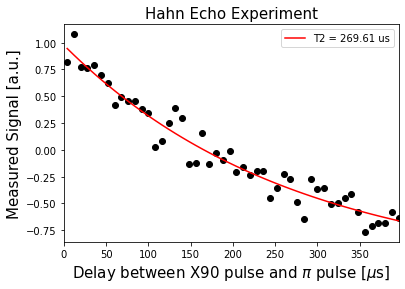 Hahn Echo Experiment
T2 = 269.61 us
Measured Signal [a.u.]
1.00
0.75
0.50
0.25
0.00
−0.25
−0.50
−0.75
0 50 100 150 200 250 300 350
Delay between X90 pulse and π pulse [μs]